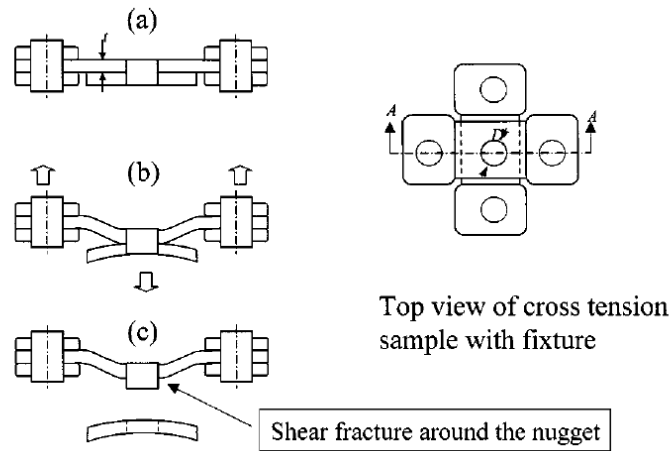 (a)
t
A
A
D
(b)
Top view of cross tension
sample with fixture
(c)
Shear fracture around the nugget